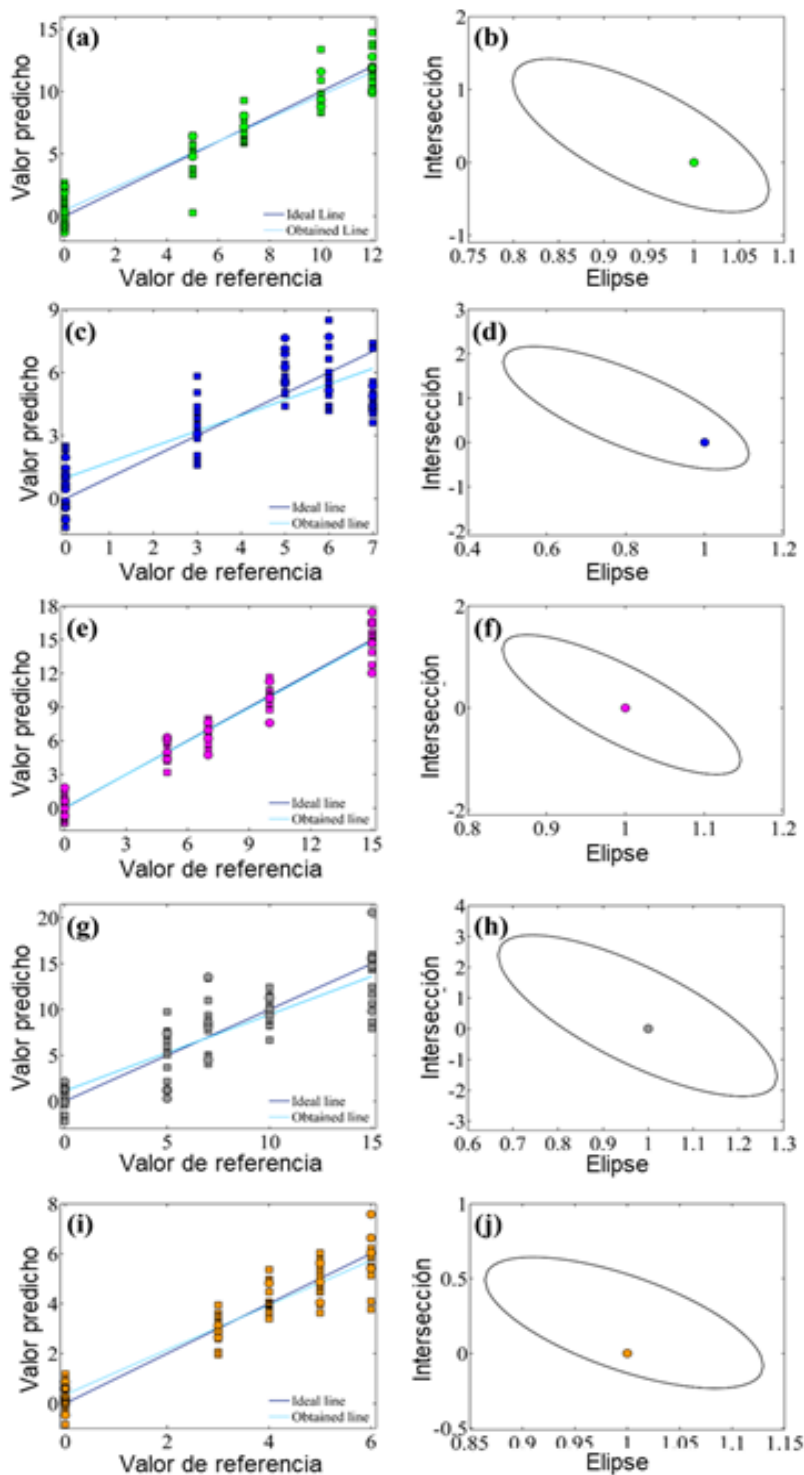 (a)
Valor predicho
15
10
5
0
Ideal Line
Obtained Line
0 2 4 6 8 10 12
Valor de referencia
(b)
Intersección
2
1
0
-1
0.75 0.8 0.85 0.9 0.95 1 1.05 1.1
Elipse
(c)
Valor predicho
9
6
3
0
Ideal line
Obtained line
0 1 2 3 4 5 6 7
Valor de referencia
(d)
Intersección
3
2
1
0
-1
-2
0.4 0.6 0.8 1 1.2
Elipse
(e)
Valor predicho
18
15
12
9
6
3
0
Ideal line
Obtained line
0 3 6 9 12 15
Valor de referencia
(f)
Intersección
2
0
-2
0.8 0.9 1 1.1 1.2
Elipse
(g)
Valor predicho
20
15
10
5
0
Ideal line
Obtained line
0 5 10 15
Valor de referencia
(h)
Intersección
4
3
2
1
0
-1
-2
-3
0.6 0.7 0.8 0.9 1 1.1 1.2 1.3
Elipse
(i)
Valor predicho
8
6
4
2
0
Ideal line
Obtained line
0 2 4 6
Valor de referencia
(j)
Intersección
1
0.5
0
-0.5
0.85 0.9 0.95 1 1.05 1.1 1.15
Elipse